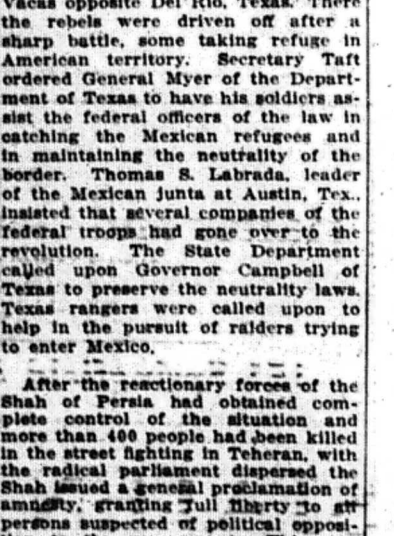 Vacas opposite Del Rio, Texas. There
the rebels were driven off after a
sharp battle, some taking refuge in
American territory. Secretary Taft
ordered General Myer of the Depart-
ment of Texas to have his soldiers as-
sist the federal officers of the law in
catching the Mexican refugees and
in maintaining the neutrality of the
border. Thomas S. Labrada, leader
of the Mexican junta at Austin, Tex.,
insisted that several companies of the
federal troops had gone over to the
revolution. The State Department
called upon Governor Campbell of
Texas to preserve the neutrality laws.
Texas rangers were called upon to
help in the pursuit of raiders trying
to enter Mexico.
After the reactionary forces of the
Shah of Persia had obtained com-
plete control of the situation and
more than 400 people had been killed
in the street fighting in Teheran, with
the radical parliament dispersed the
Shah issued a general proclamation of
amnesty, granting full liberty to all
persons suspected of political opposi-